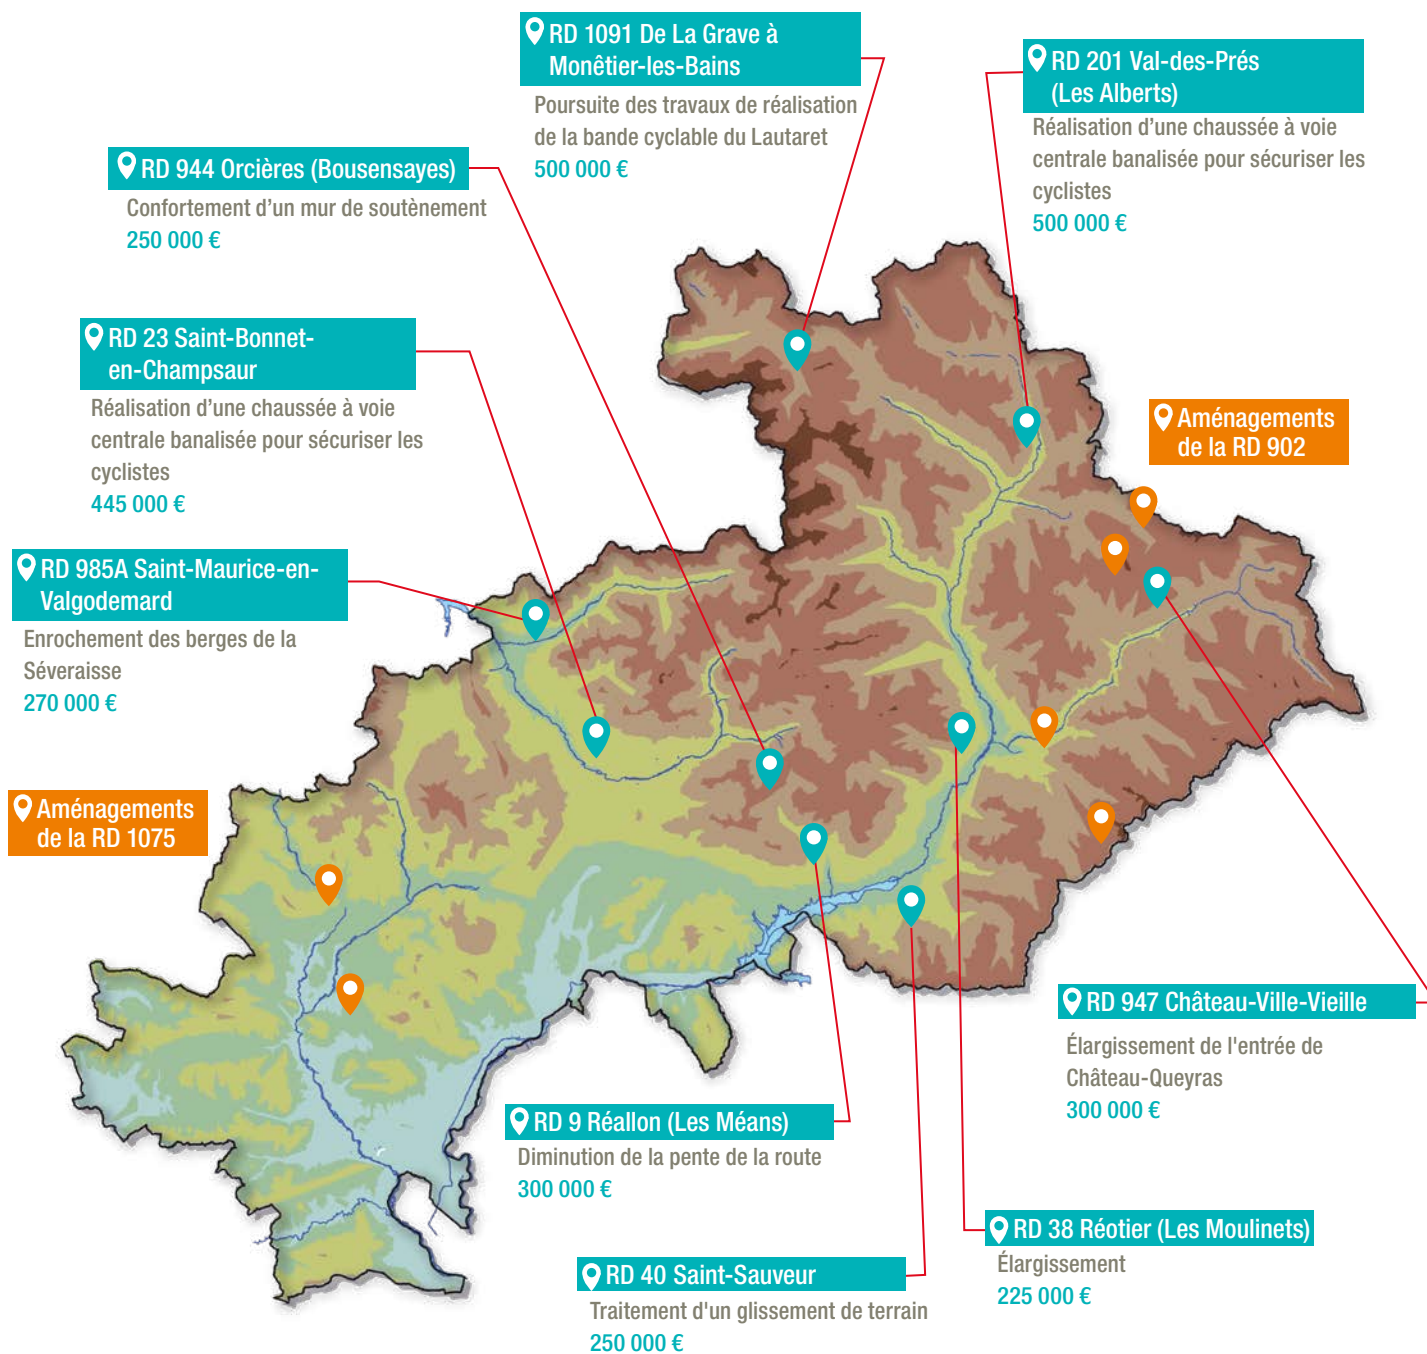 RD 1091 De La Grave à
Monêtier-les-Bains
Poursuite des travaux de réalisation
de la bande cyclable du Lautaret
500 000 €
RD 201 Val-des-Prés
(Les Alberts)
Réalisation d’une chaussée à voie
centrale banalisée pour sécuriser les
cyclistes
500 000 €
RD 944 Orcières (Bousensayes)
Confortement d’un mur de soutènement
250 000 €
RD 23 Saint-Bonnet-
en-Champsaur
Réalisation d’une chaussée à voie
centrale banalisée pour sécuriser les
cyclistes
445 000 €
Aménagements
de la RD 902
RD 985A Saint-Maurice-en-
Valgodemard
Enrochement des berges de la
Séveraisse
270 000 €
Aménagements
de la RD 1075
RD 947 Château-Ville-Vieille
Élargissement de l'entrée de
Château-Queyras
300 000 €
RD 9 Réallon (Les Méans)
Diminution de la pente de la route
300 000 €
RD 38 Réotier (Les Moulinets)
Élargissement
225 000 €
RD 40 Saint-Sauveur
Traitement d'un glissement de terrain
250 000 €